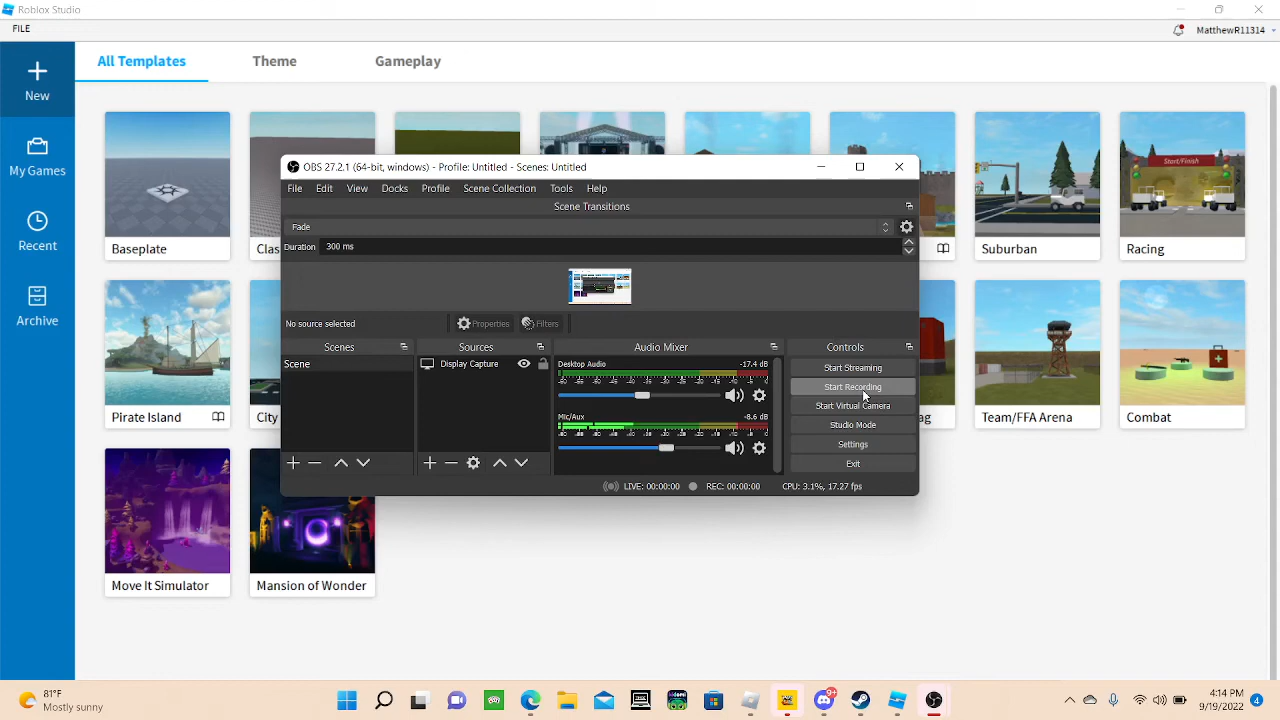 Roblox Studio
FILE
MatthewR11314
New
My Games
Recent
Archive
All Templates Theme Gameplay
Baseplate
Clas
Suburban
Racing
Pirate Island
City
ag
Team/FFA Arena
Combat
Move It Simulator
Mansion of Wonder
Start/Finish
OBS 27.2.1 (64-bit, windows) - Profile: Untitled - Scenes: Untitled
File Edit View Docks Profile Scene Collection Tools Help
Scene Transitions
Fade
Duration 300 ms
No source selected
Properties Filters
Scenes Sources Audio Mixer Controls
Scene
Display Capture
Desktop Audio -17.4 dB
Mic/Aux -8.6 dB
Start Streaming
Start Recording
Start Virtual Camera
Studio Mode
Settings
Exit
LIVE: 00:00:00 REC: 00:00:00 CPU: 3.1%, 17.27 fps
81°F
Mostly sunny
4:14 PM
9/19/2022
4